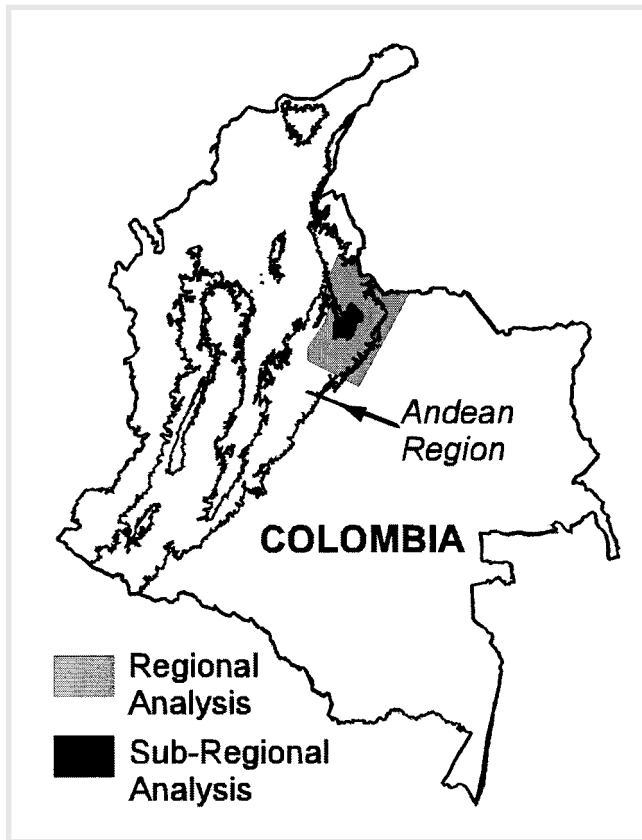 Andean
Region
COLOMBIA
Regional
Analysis
Sub-Regional
Analysis